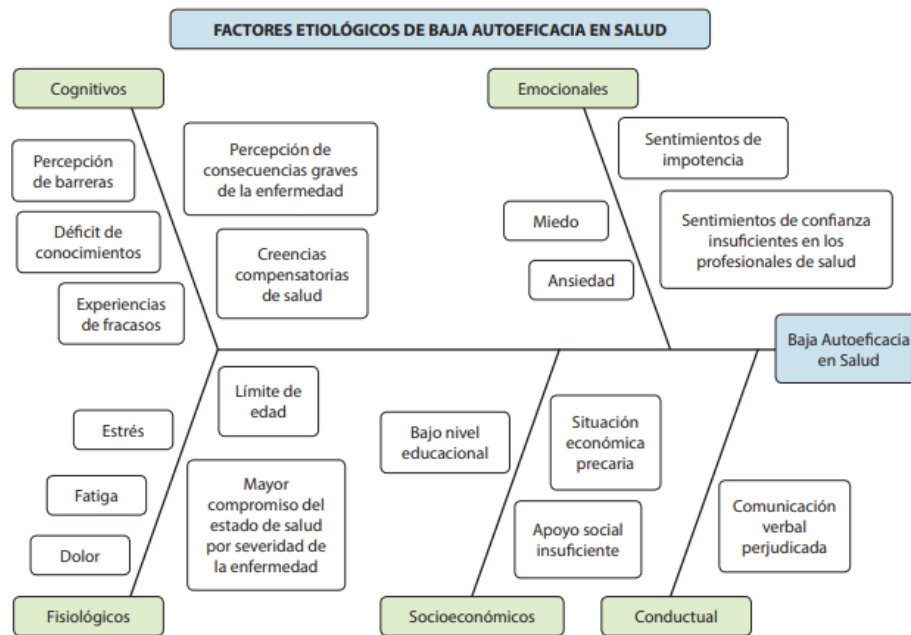 FACTORES ETIOLÓGICOS DE BAJA AUTOEFICACIA EN SALUD
Cognitivos
Percepción
de barreras
Déficit de
conocimientos
Experiencias
de fracasos
Percepción de
consecuencias graves
de la enfermedad
Creencias
compensatorias
de salud
Emocionales
Sentimientos de
impotencia
Miedo
Sentimientos de confianza
insuficientes en los
profesionales de salud
Ansiedad
Baja Autoeficacia
en Salud
Límite de
edad
Estrés
Fatiga
Dolor
Mayor
compromiso del
estado de salud
por severidad de
la enfermedad
Fisiológicos
Bajo nivel
educacional
Situación
económica
precaria
Apoyo social
insuficiente
Socioeconómicos
Comunicación
verbal
perjudicada
Conductual